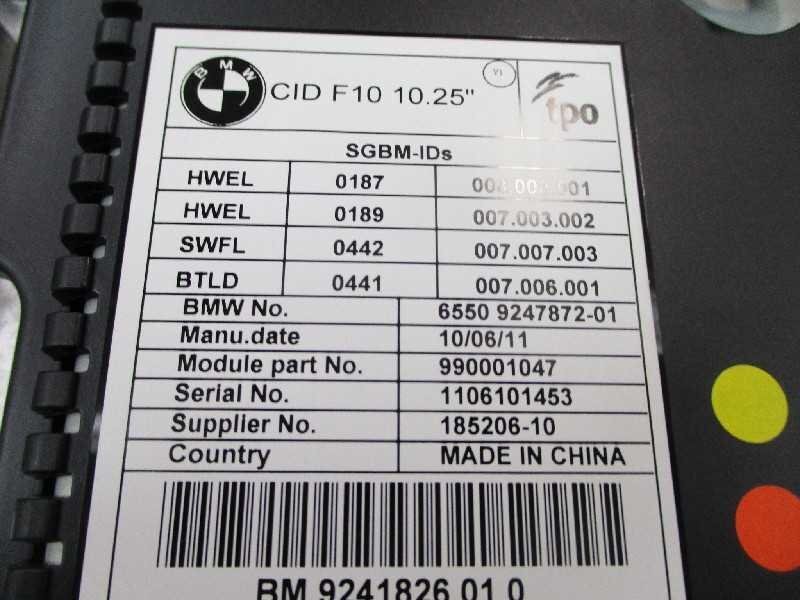 BMW
CID F10 10.25"
YI
tpo
SGBM-IDs
HWEL 0187
HWEL 0189 007.003.002
SWFL 0442 007.007.003
BTLD 0441 007.006.001
BMW No. 6550 9247872-01
Manu.date 10/06/11
Module part No. 990001047
Serial No. 1106101453
Supplier No. 185206-10
Country MADE IN CHINA
BM 9241826 01 0